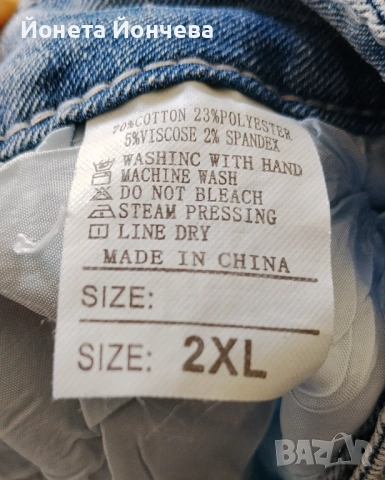 Йонета Йончева
70%COTTON 23%POLYESTER
5%VISCOSE 2% SPANDEX
WASHINC WITH HAND
MACHINE WASH
DO NOT BLEACH
STEAM PRESSING
LINE DRY
MADE IN CHINA
SIZE:
SIZE: 2XL
BAZAR